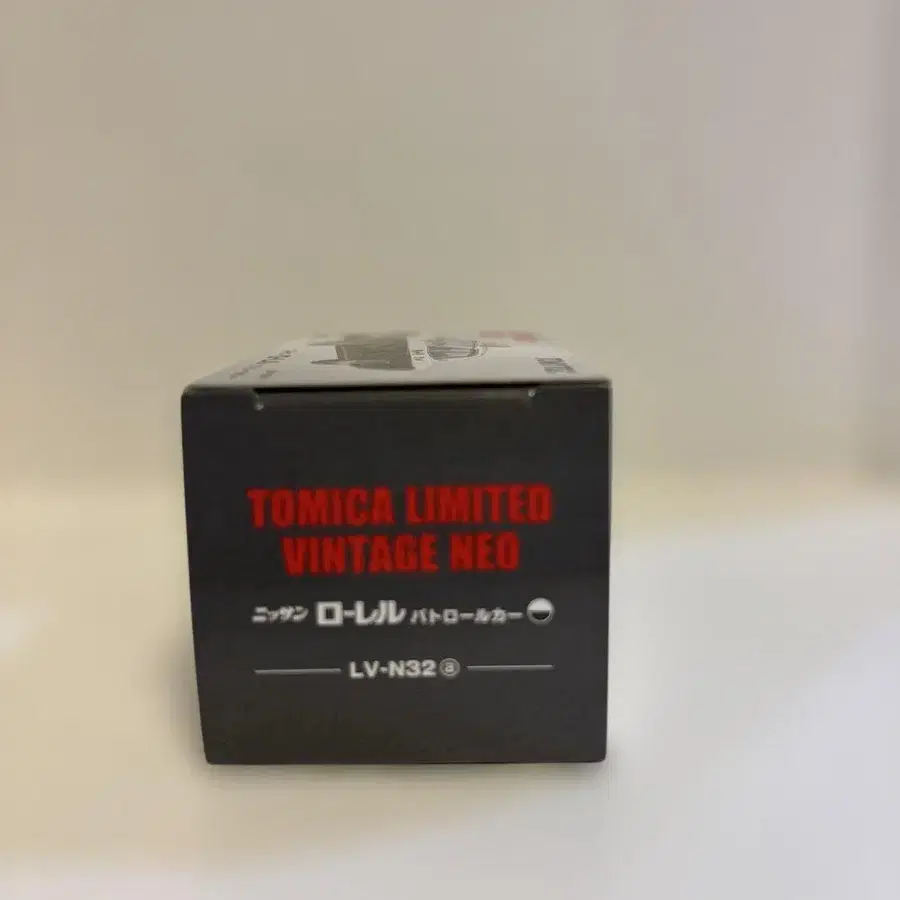 TOMICA LIMITED
VINTAGE NEO
ニッサン ローレル パトロールカー
LV-N32ⓐ